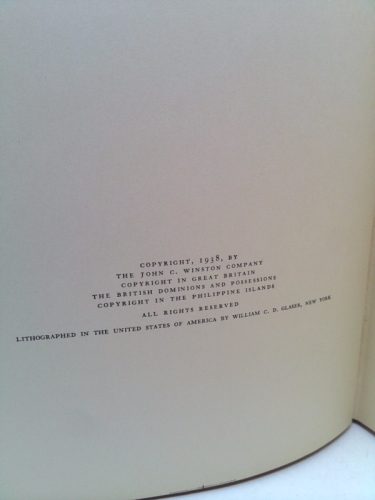 COPYRIGHT, 1938, BY
THE JOHN C. WINSTON COMPANY
COPYRIGHT IN GREAT BRITAIN
THE BRITISH DOMINIONS AND POSSESSIONS
COPYRIGHT IN THE PHILIPPINE ISLANDS
ALL RIGHTS RESERVED
LITHOGRAPHED IN THE UNITED STATES OF AMERICA BY WILLIAM C. D. GLASER, NEW YORK